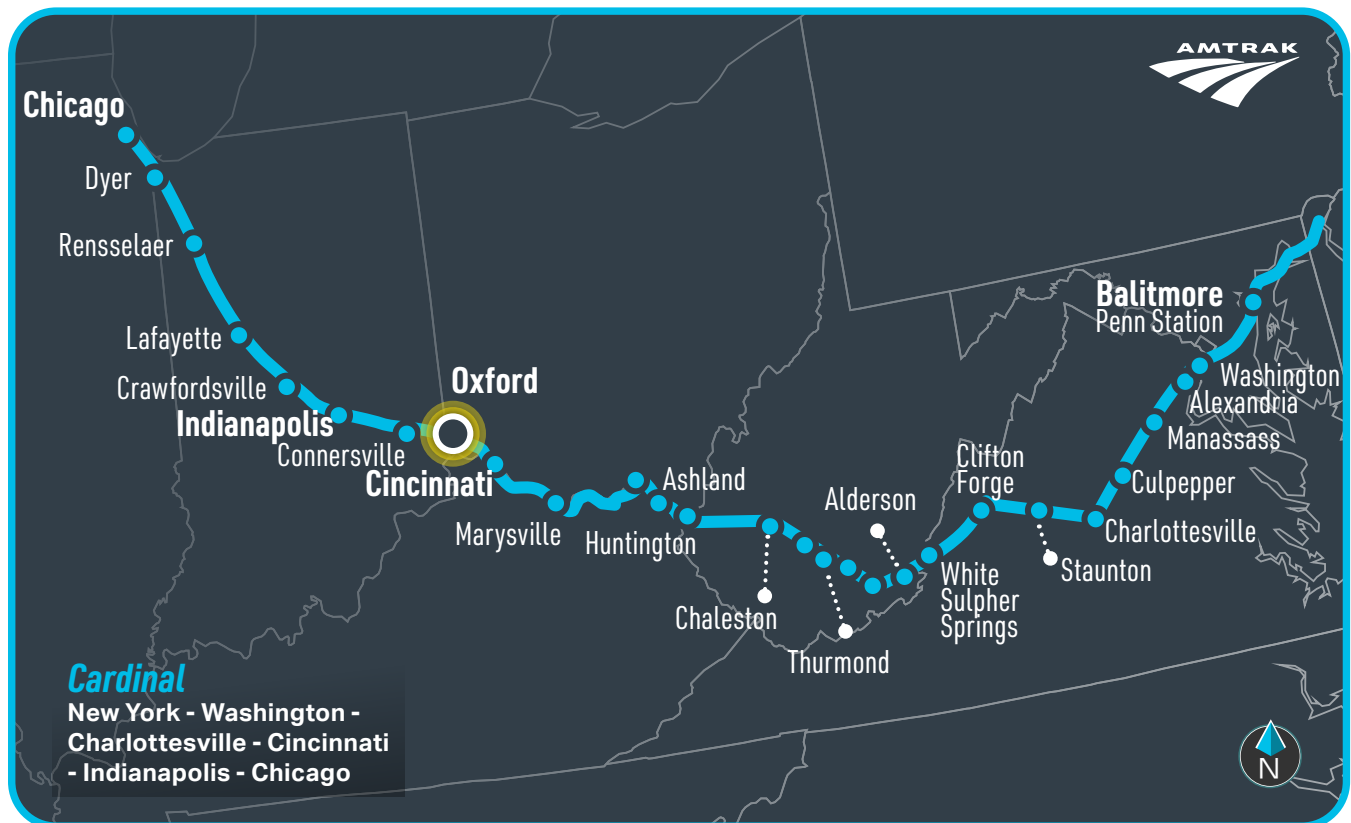 AMTRAK
Chicago
Dyer
Rensselaer
Lafayette
Crawfordsville
Indianapolis
Connersville
Oxford
Cincinnati
Marysville
Ashland
Huntington
Chaleston
Thurmond
Alderson
White
Sulpher
Springs
Clifton
Forge
Staunton
Charlottesville
Culpepper
Manassass
Alexandria
Washington
Balitmore
Penn Station
Cardinal
New York - Washington -
Charlottesville - Cincinnati
- Indianapolis - Chicago
N